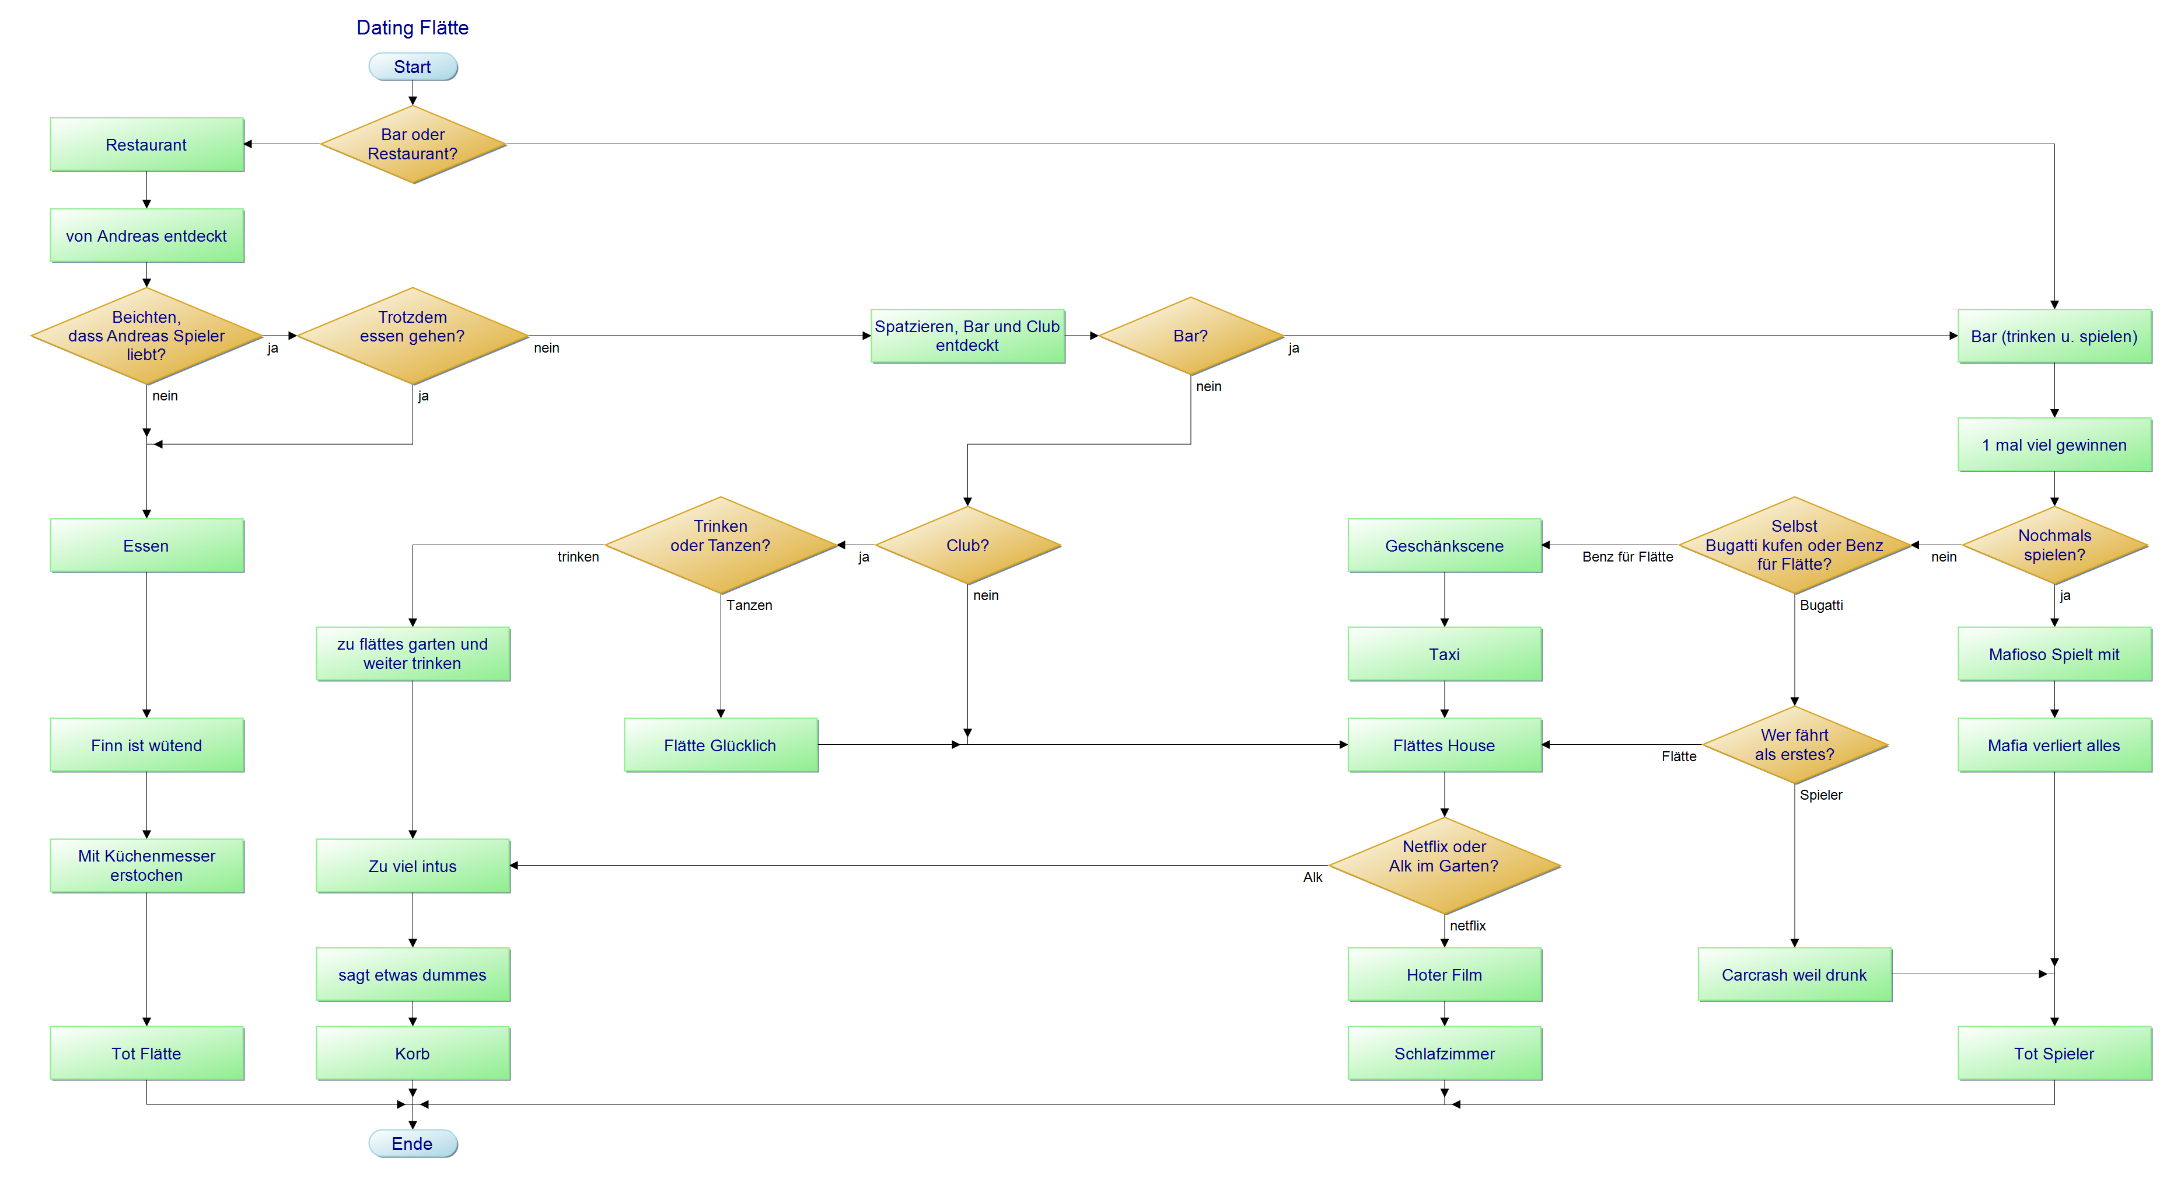 Dating Flätte
Start
Bar oder
Restaurant?
Restaurant
von Andreas entdeckt
Beichten,
dass Andreas Spieler
liebt?
ja
nein
Trotzdem
essen gehen?
nein
ja
Spatzieren, Bar und Club
entdeckt
Bar?
ja
nein
Bar (trinken u. spielen)
1 mal viel gewinnen
Essen
Trinken
oder Tanzen?
trinken
Tanzen
Club?
ja
nein
Geschänkscene
Benz für Flätte
Selbst
Bugatti kufen oder Benz
für Flätte?
Bugatti
nein
Nochmals
spielen?
ja
zu flättes garten und
weiter trinken
Taxi
Mafioso Spielt mit
Finn ist wütend
Flätte Glücklich
Flättes House
Flätte
Wer fährt
als erstes?
Spieler
Mafia verliert alles
Mit Küchenmesser
erstochen
Zu viel intus
Alk
Netflix oder
Alk im Garten?
netflix
sagt etwas dummes
Hoter Film
Carcrash weil drunk
Tot Flätte
Korb
Schlafzimmer
Tot Spieler
Ende